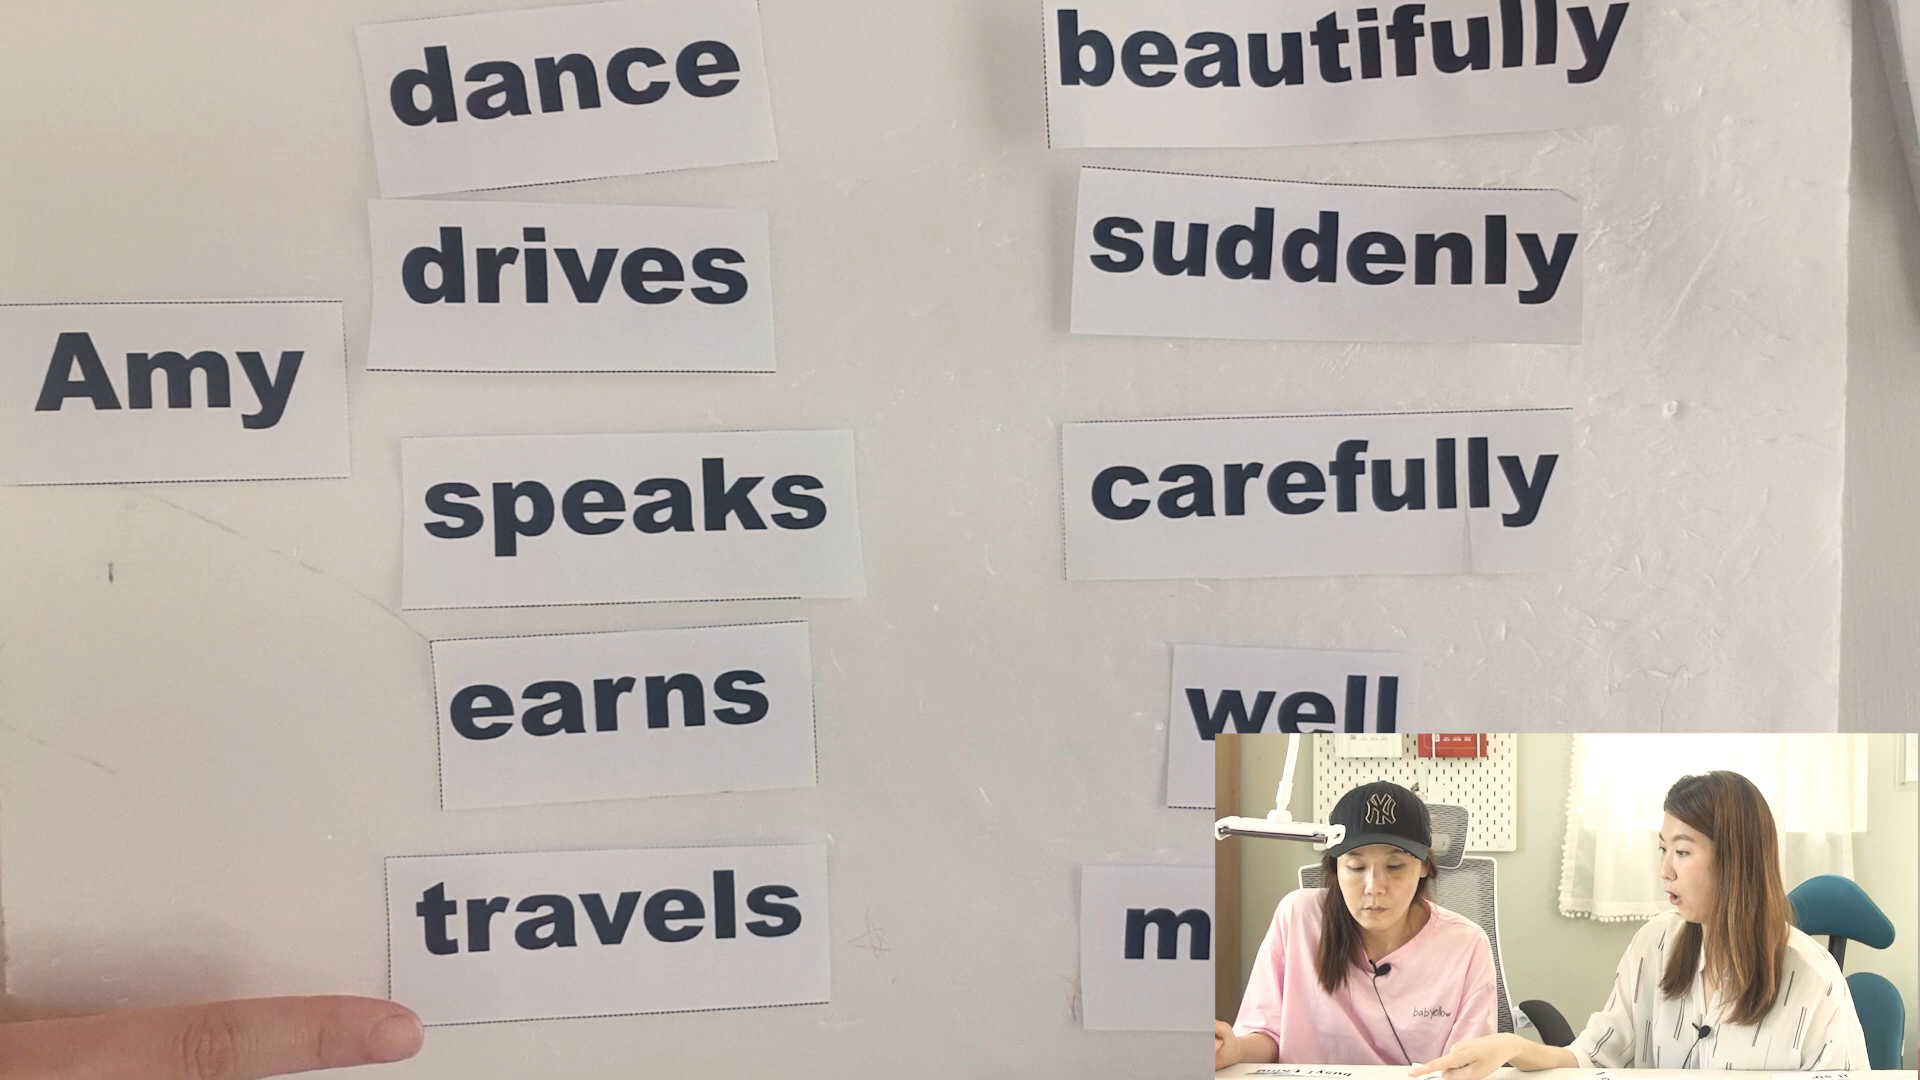 dance
beautifully
drives
suddenly
Amy
speaks
carefully
earns
well
travels
m
NY
babyellow